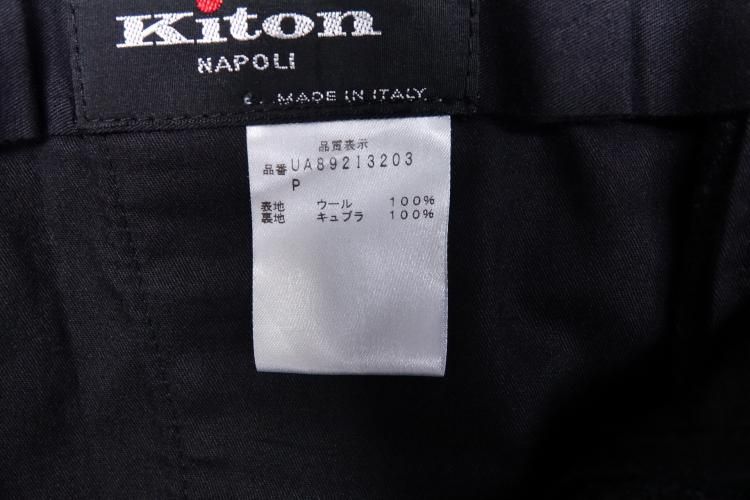 Kiton
NAPOLI
MADE IN ITALY
品質表示
品番 UA89213203
P
表地 ウール 100%
裏地 キュプラ 100%